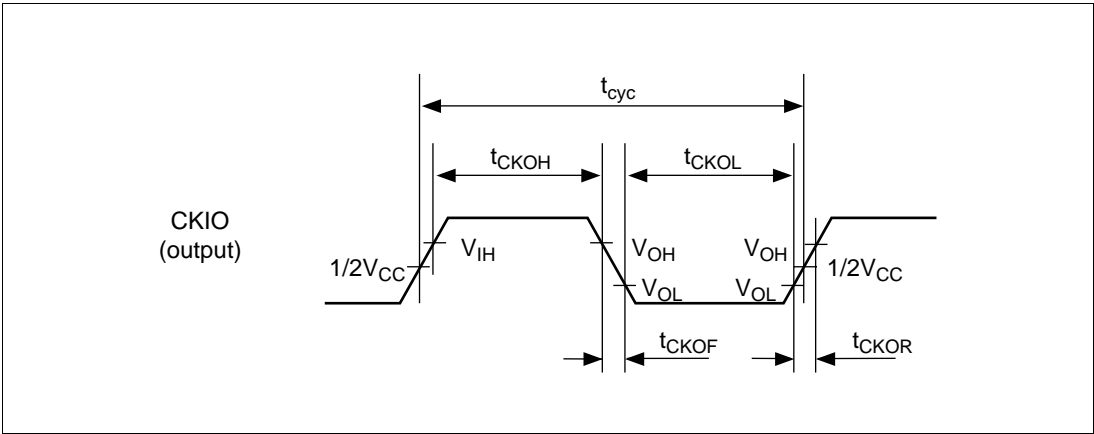 tcyc
tCKOH
tCKOL
CKIO
(output)
VIH
VOH
VOH
1/2VCC
1/2VCC
VOL
VOL
tCKOF
tCKOR